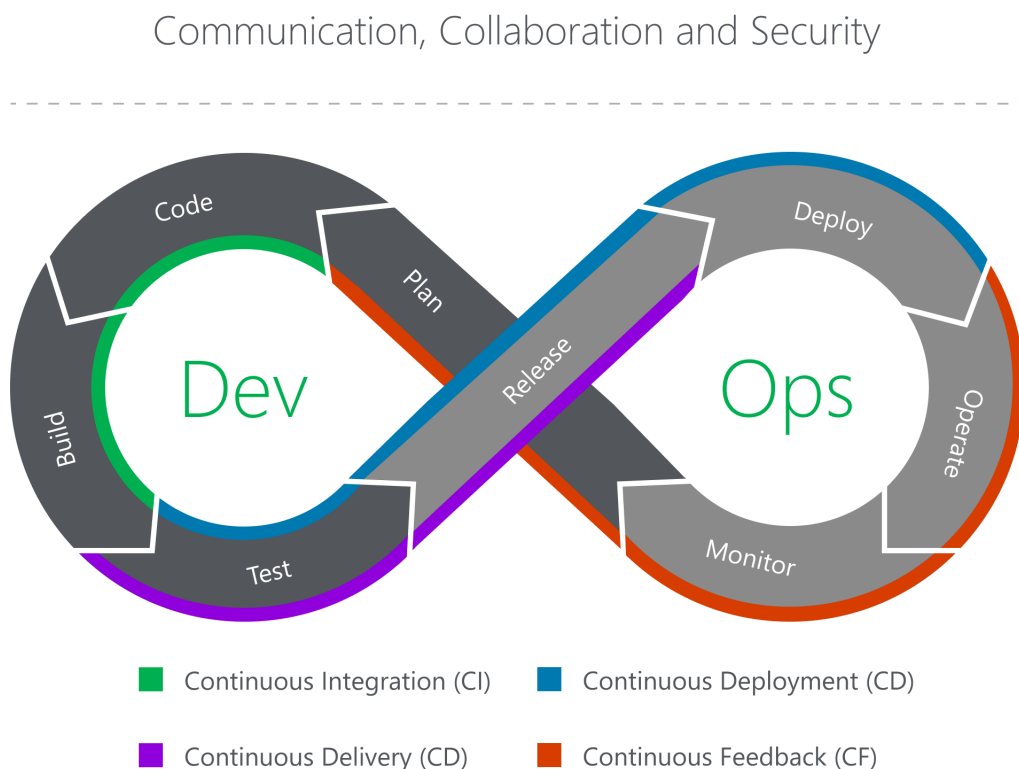 Communication, Collaboration and Security
Code
Plan
Build
Test
Dev
Release
Deploy
Operate
Monitor
Ops
Continuous Integration (CI)
Continuous Deployment (CD)
Continuous Delivery (CD)
Continuous Feedback (CF)